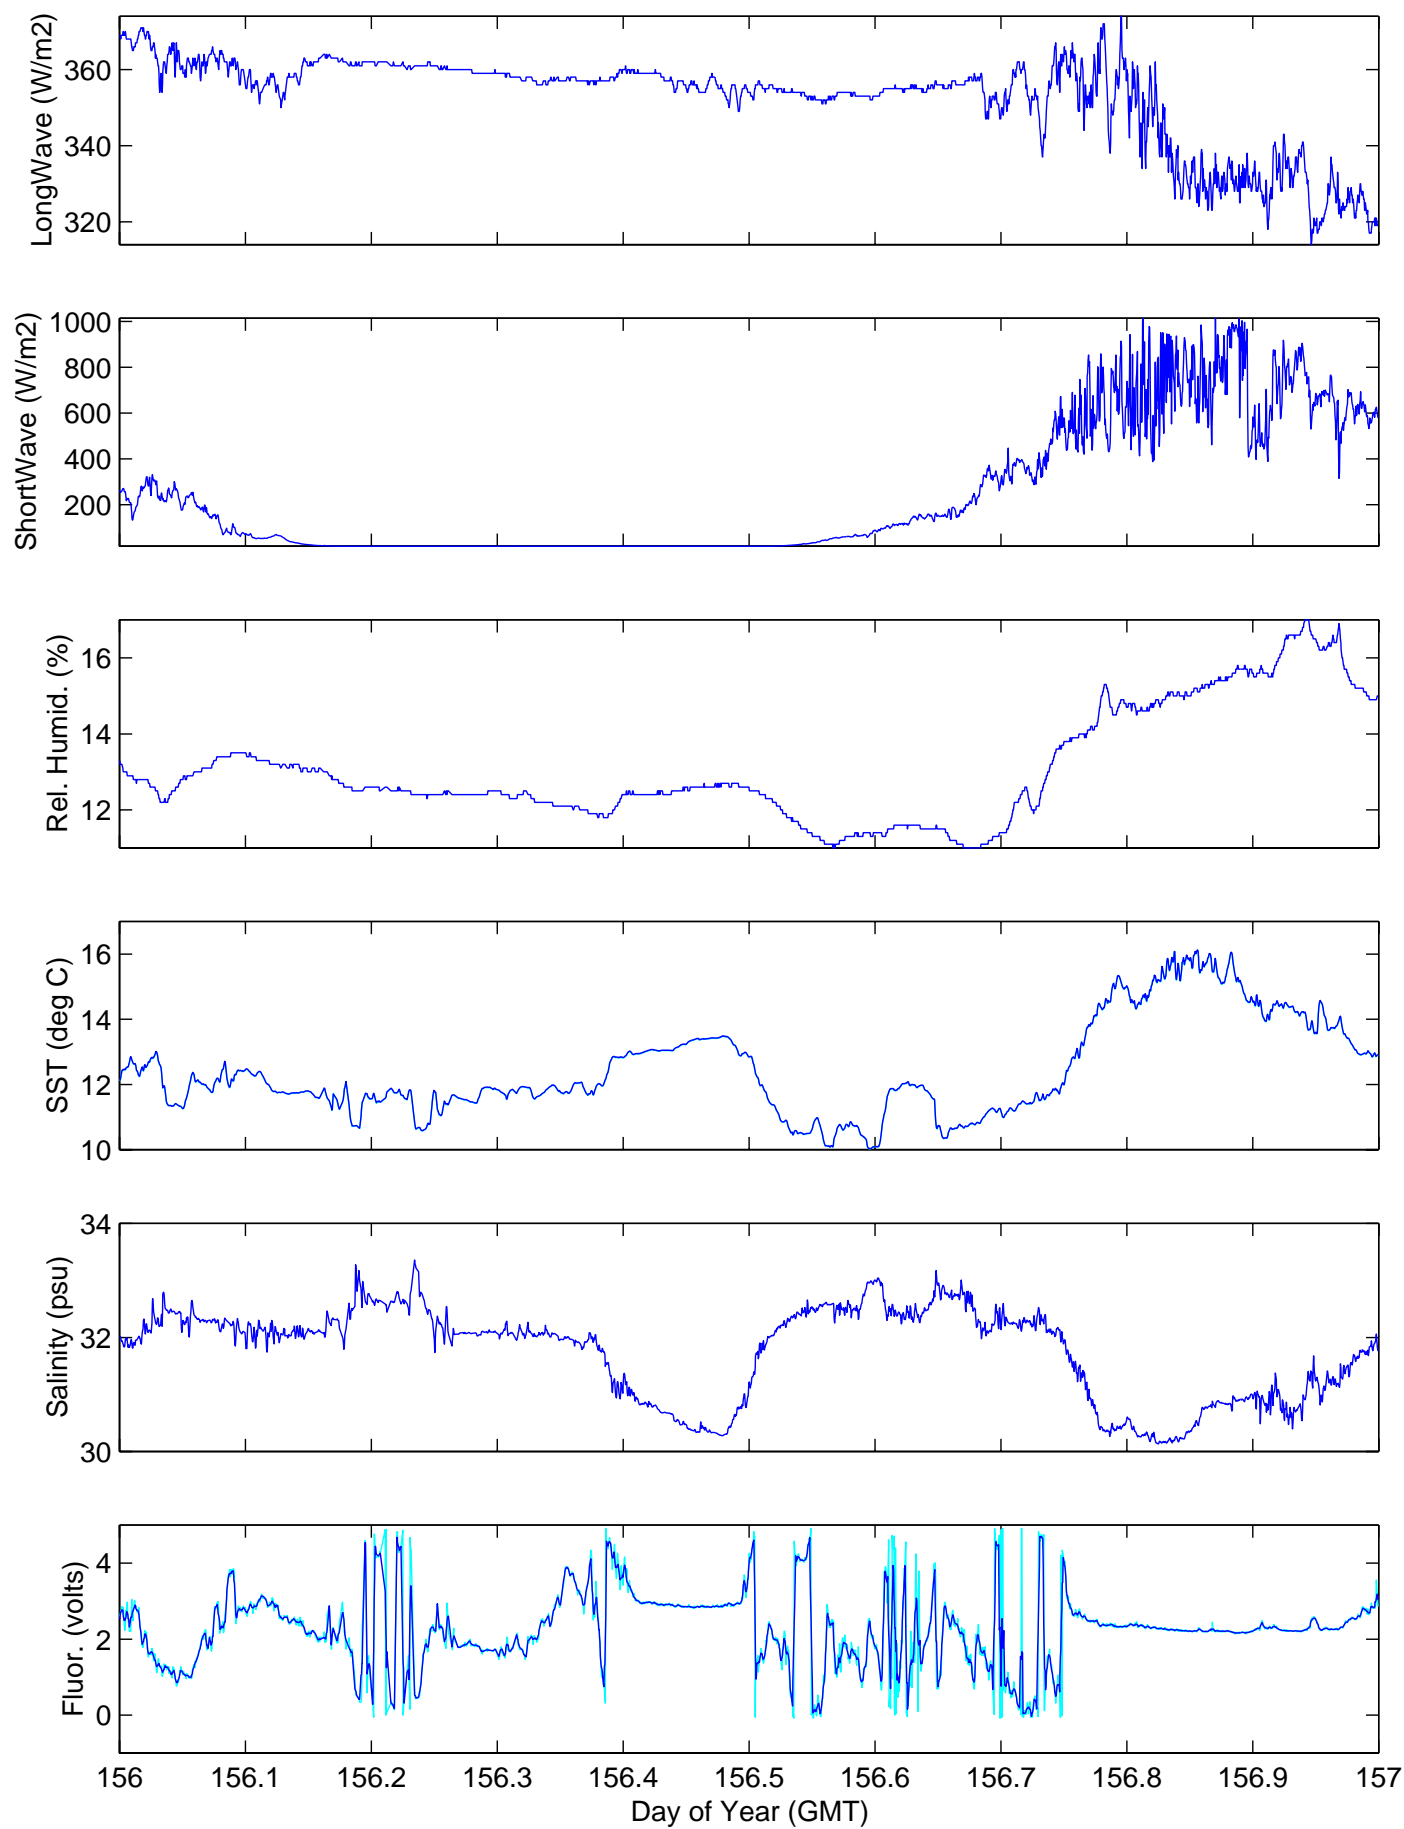 LongWave (W/m2)
360
340
320
ShortWave (W/m2)
1000
800
600
400
200
Rel. Humid. (%)
16
14
12
SST (deg C)
16
14
12
10
Salinity (psu)
34
32
30
Fluor. (volts)
4
2
0
156 156.1 156.2 156.3 156.4 156.5 156.6 156.7 156.8 156.9 157
Day of Year (GMT)